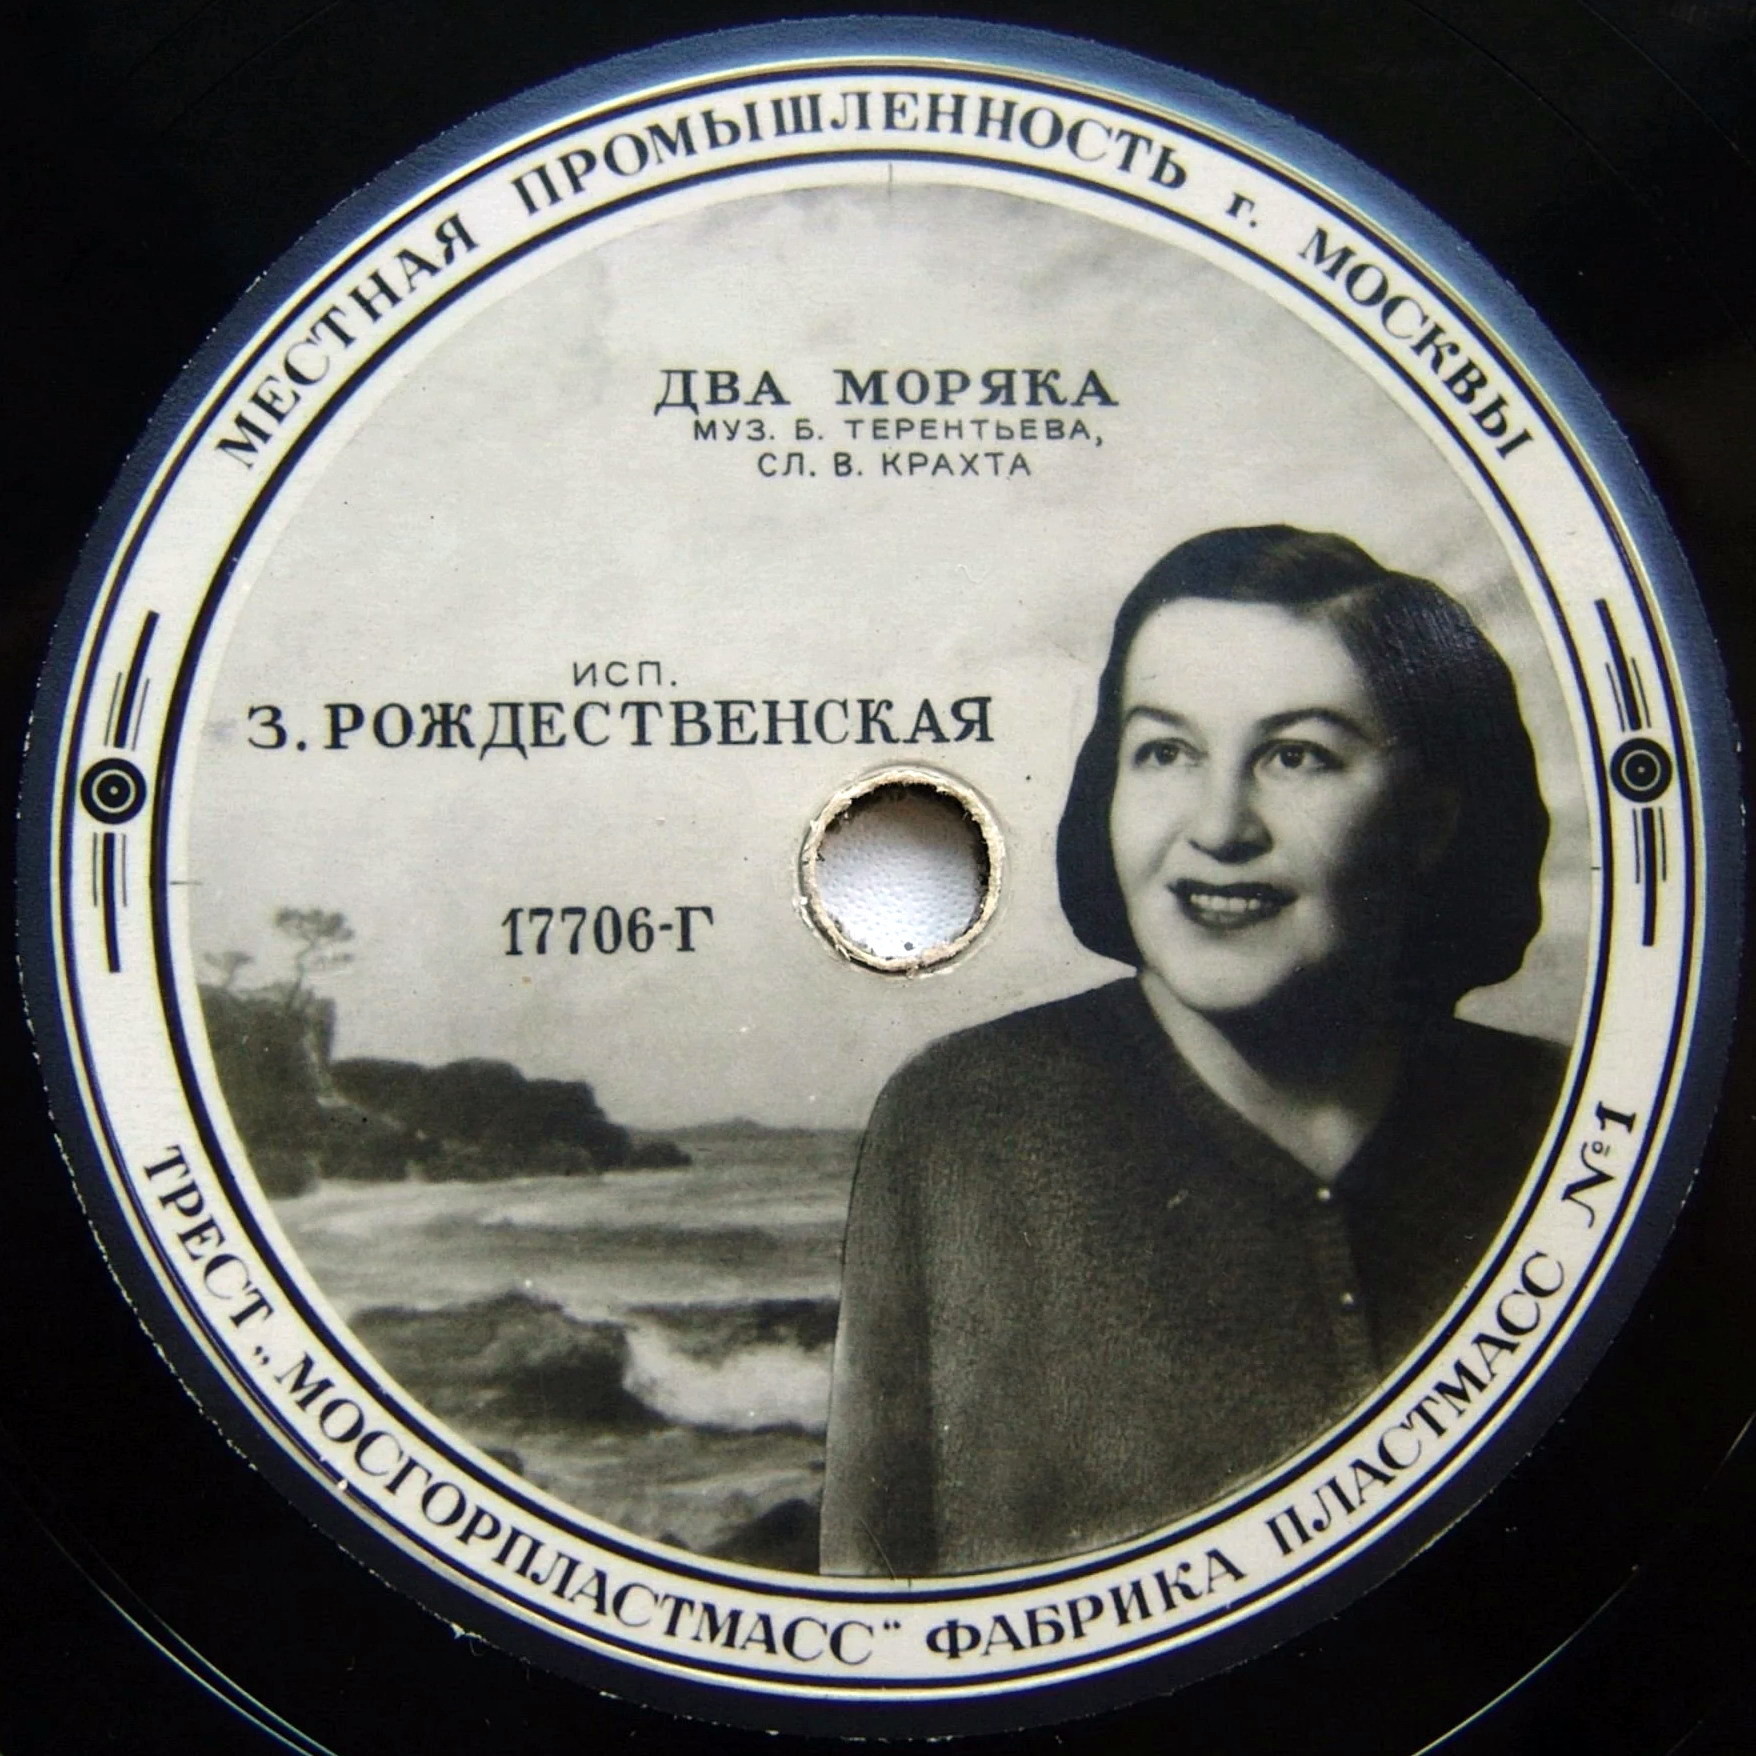 МЕСТНАЯ ПРОМЫШЛЕННОСТЬ г. МОСКВЫ
ДВА МОРЯКА
МУЗ. Б. ТЕРЕНТЬЕВА,
СЛ. В. КРАХТА
ИСП.
З. РОЖДЕСТВЕНСКАЯ
17706-Г
ТРЕСТ „МОСГОРПЛАСТМАСС“ ФАБРИКА ПЛАСТМАСС №1